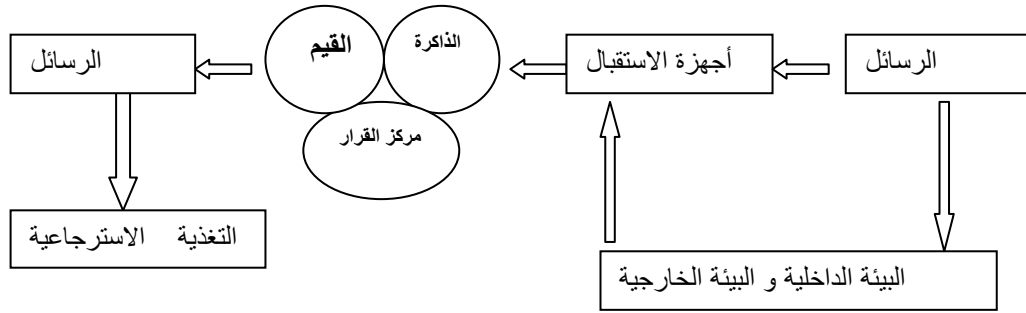 الرسائل
أجهزة الاستقبال
الذاكرة
القيم
مركز القرار
الرسائل
التغذية الاسترجاعية
البيئة الداخلية و البيئة الخارجية